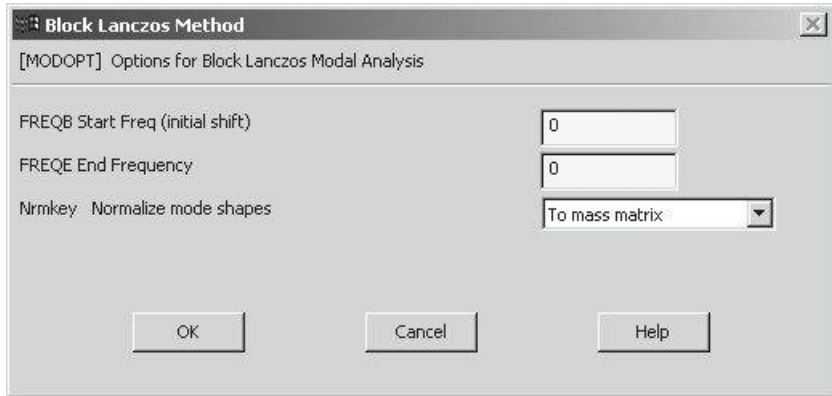 Block Lanczos Method
[MODOPT] Options for Block Lanczos Modal Analysis
FREQB Start Freq (initial shift) 0
FREQE End Frequency 0
Nrmkey Normalize mode shapes To mass matrix
OK Cancel Help